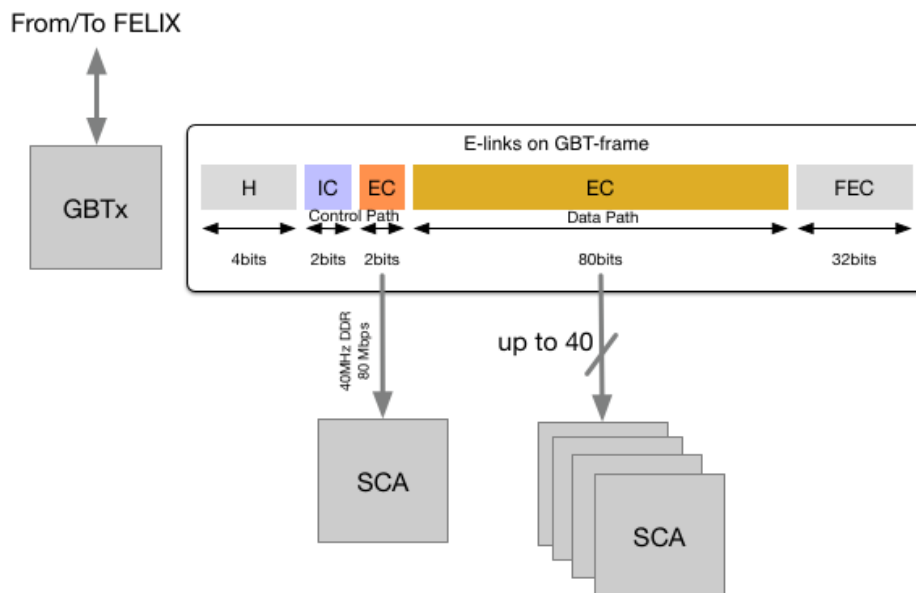 From/To FELIX
GBTx
E-links on GBT-frame
H
IC
EC
EC
FEC
Control Path
Data Path
4bits
2bits
2bits
80bits
32bits
40MHz DDR
80 Mbps
up to 40
SCA
SCA